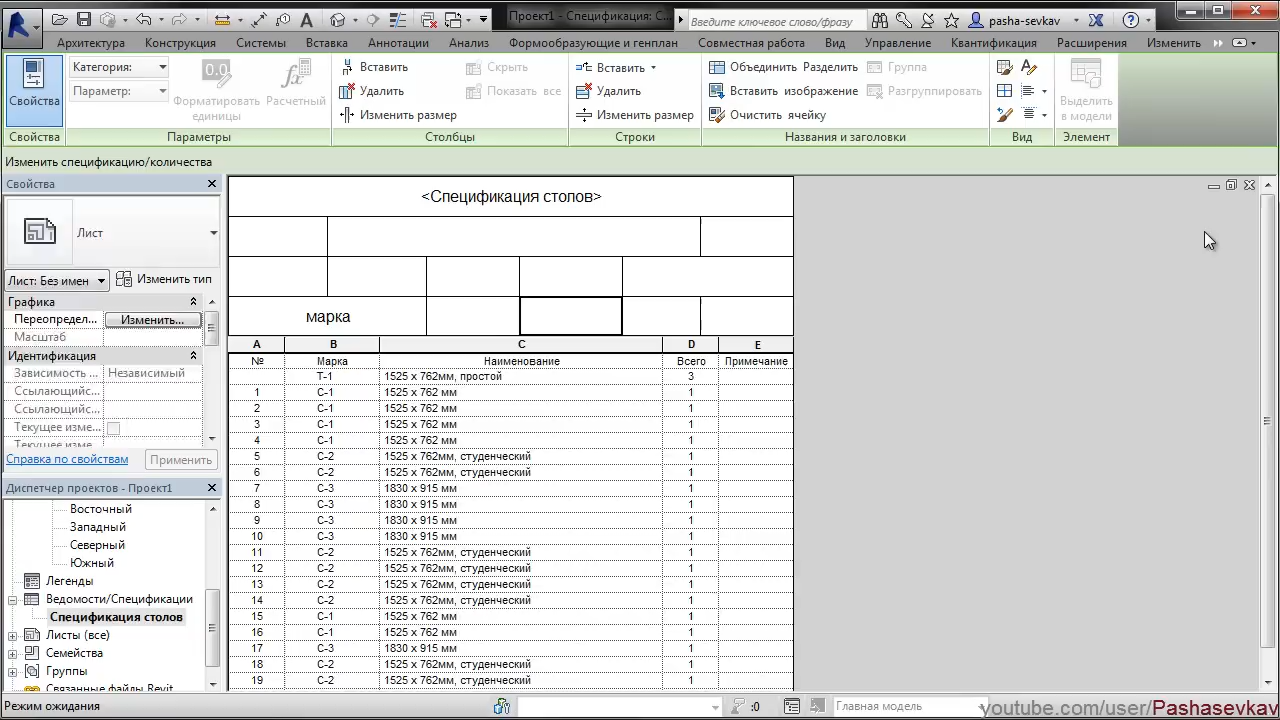 Проект1 - Спецификация: С...
Введите ключевое слово/фразу
pasha-sevkav
Архитектура Конструкция Системы Вставка Аннотации Анализ Формообразующие и генплан Совместная работа Вид Управление Квантификация Расширения Изменить
Свойства
Категория:
Параметр:
0.0
Форматировать единицы
fx
Расчетный
Вставить
Удалить
Изменить размер
Скрыть
Показать все
Вставить
Удалить
Изменить размер
Объединить Разделить
Вставить изображение
Очистить ячейку
Группа
Разгруппировать
Выделить
в модели
Свойства Параметры Столбцы Строки Названия и заголовки Вид Элемент
Изменить спецификацию/количества
Свойства
Лист
Лист: Без имен
Изменить тип
Графика
Переопредел... Изменить...
Масштаб
Идентификация
Зависимость ... Независимый
Ссылающийс...
Ссылающийс...
Текущее изме...
Текущее изме...
Справка по свойствам Применить
Диспетчер проектов - Проект1
Восточный
Западный
Северный
Южный
Легенды
Ведомости/Спецификации
Спецификация столов
Листы (все)
Семейства
Группы
Связанные файлы Revit
<Спецификация столов>
марка
A B C D E
№ Марка Наименование Всего Примечание
Т-1 1525 x 762мм, простой 3
1 С-1 1525 x 762 мм 1
2 С-1 1525 x 762 мм 1
3 С-1 1525 x 762 мм 1
4 С-1 1525 x 762 мм 1
5 С-2 1525 x 762мм, студенческий 1
6 С-2 1525 x 762мм, студенческий 1
7 С-3 1830 x 915 мм 1
8 С-3 1830 x 915 мм 1
9 С-3 1830 x 915 мм 1
10 С-3 1830 x 915 мм 1
11 С-2 1525 x 762мм, студенческий 1
12 С-2 1525 x 762мм, студенческий 1
13 С-2 1525 x 762мм, студенческий 1
14 С-2 1525 x 762мм, студенческий 1
15 С-1 1525 x 762 мм 1
16 С-1 1525 x 762 мм 1
17 С-3 1830 x 915 мм 1
18 С-2 1525 x 762мм, студенческий 1
19 С-2 1525 x 762мм, студенческий 1
Режим ожидания
:0
Главная модель
youtube.com/user/Pashasevkav